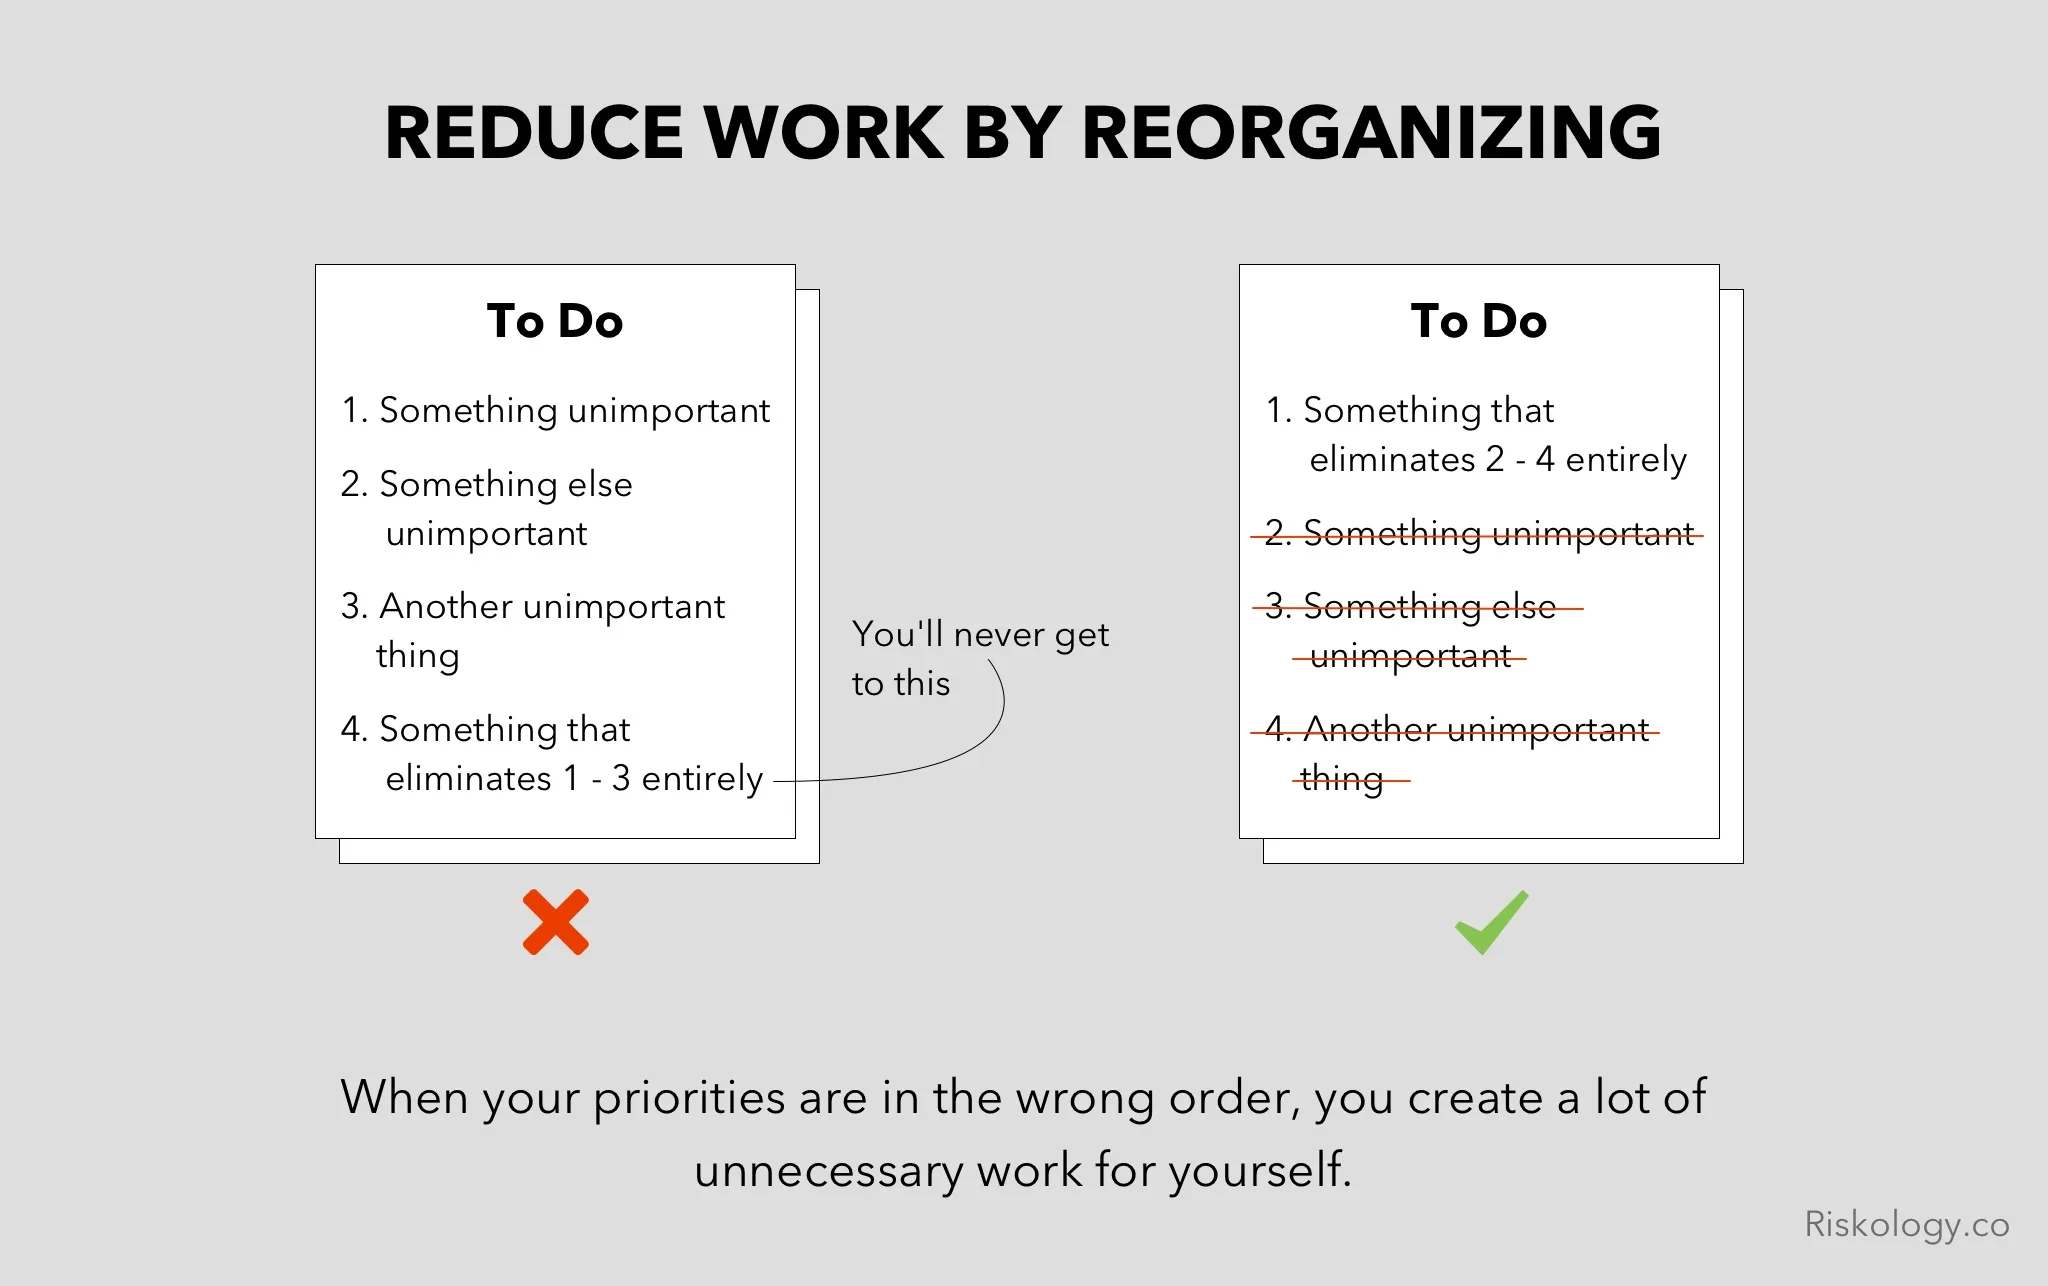 REDUCE WORK BY REORGANIZING
To Do
1. Something unimportant
2. Something else
unimportant
3. Another unimportant
thing
4. Something that
eliminates 1 - 3 entirely
You'll never get
to this
To Do
1. Something that
eliminates 2 - 4 entirely
2. Something unimportant
3. Something else
unimportant
4. Another unimportant
thing
When your priorities are in the wrong order, you create a lot of
unnecessary work for yourself.
Riskology.co